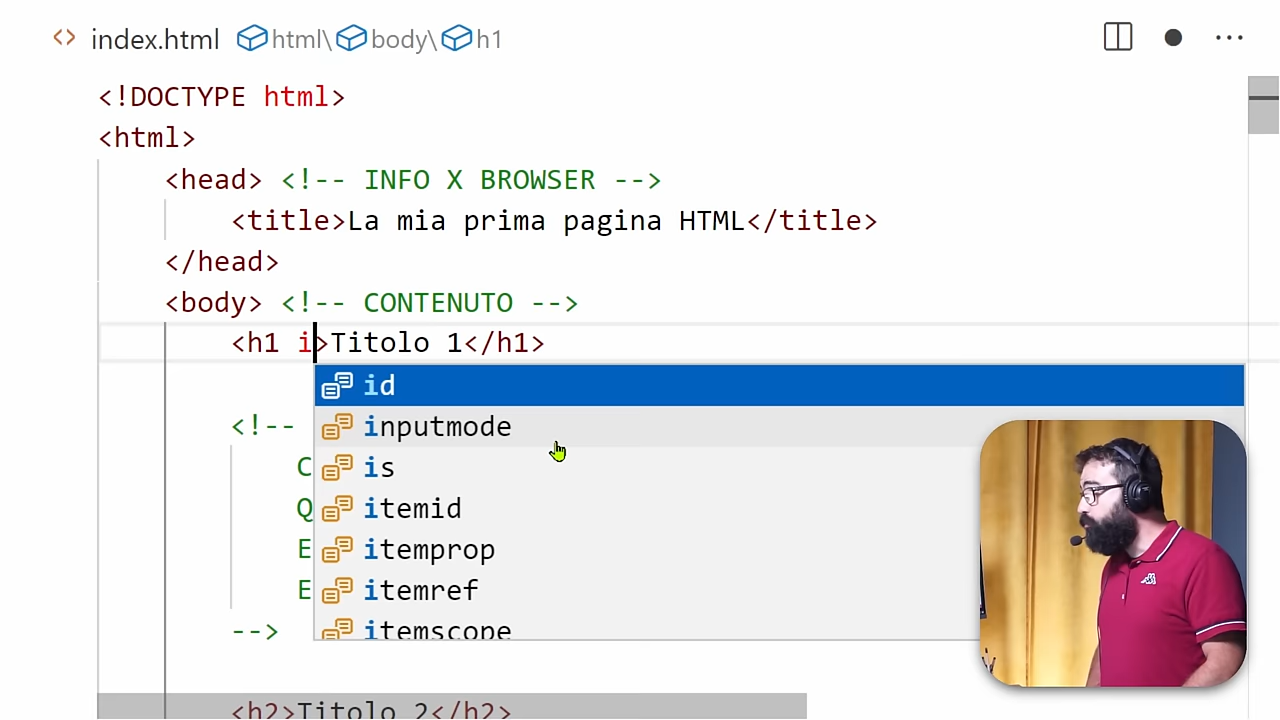 <> index.html html\ body\ h1 ...
<!DOCTYPE html>
<html>
<head> <!-- INFO X BROWSER -->
<title>La mia prima pagina HTML</title>
</head>
<body> <!-- CONTENUTO -->
<h1 i>Titolo 1</h1>
id
<!-- inputmode
C is
Q itemid
E itemprop
E itemref
--> itemscope
<h2>Titolo 2</h2>